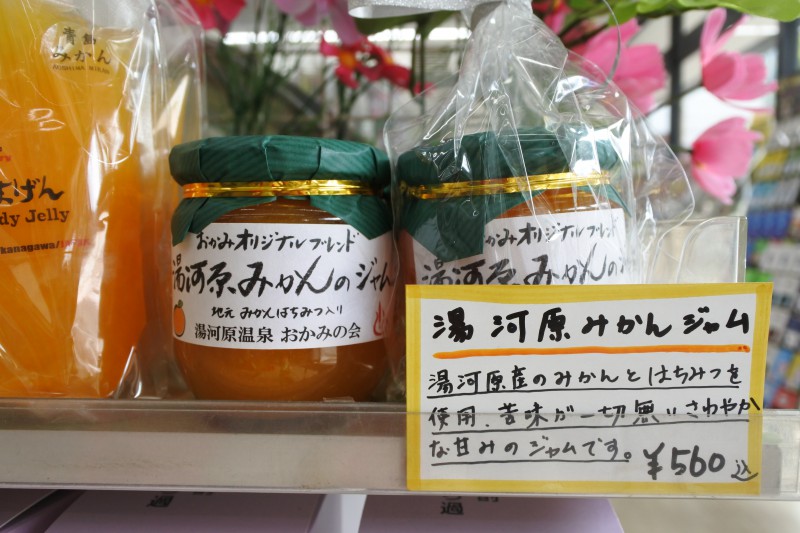 青島
みかん
よげん
dy Jelly
kanagawa
おかみオリジナルブレンド
湯河原みかんのジャム
地元 みかんはちみつ入り
湯河原温泉 おかみの会
かみオリジナルブレンド
湯河原みかんの
湯河原みかんジャム
湯河原産のみかんとはちみつを
使用、苦味が一切無いさわやか
な甘みのジャムです。
¥560込